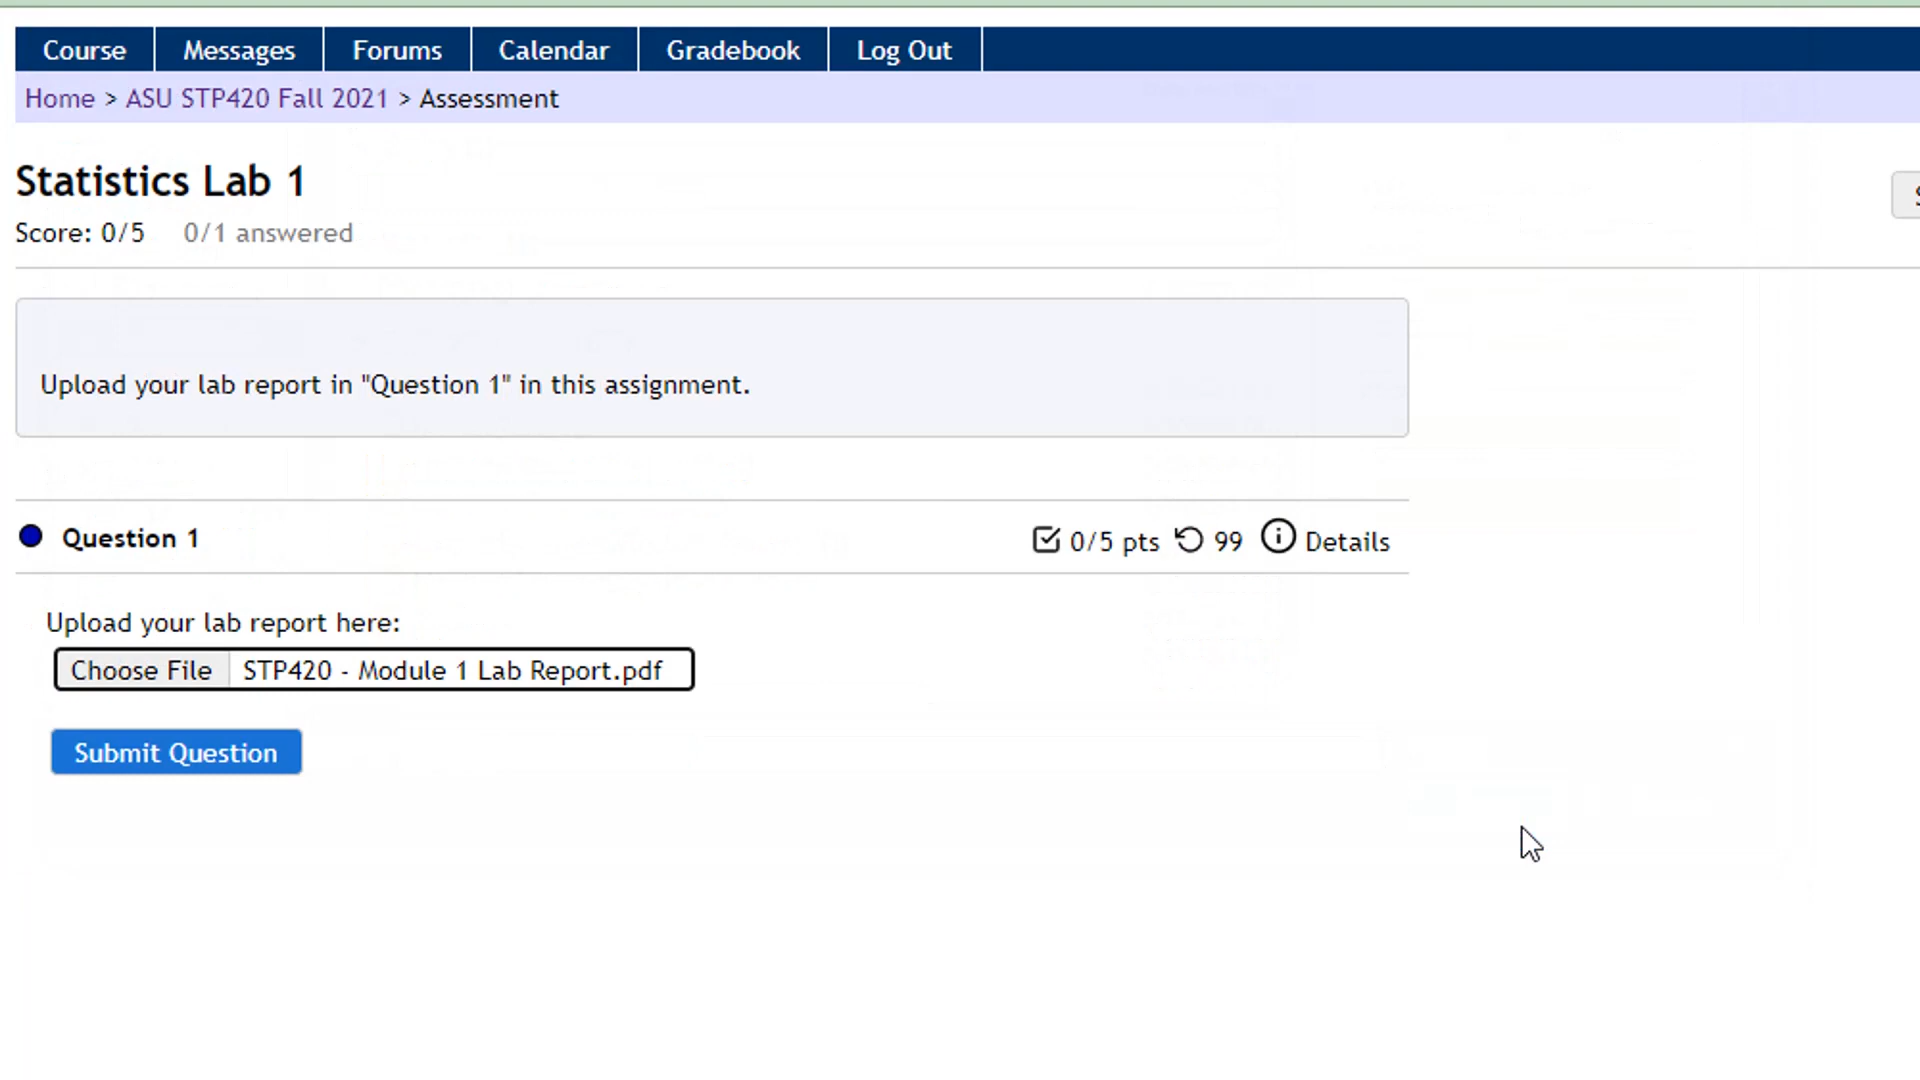 Course Messages Forums Calendar Gradebook Log Out
Home > ASU STP420 Fall 2021 > Assessment
Statistics Lab 1
Score: 0/5 0/1 answered
Upload your lab report in "Question 1" in this assignment.
Question 1 0/5 pts 99 Details
Upload your lab report here:
Choose File STP420 - Module 1 Lab Report.pdf
Submit Question